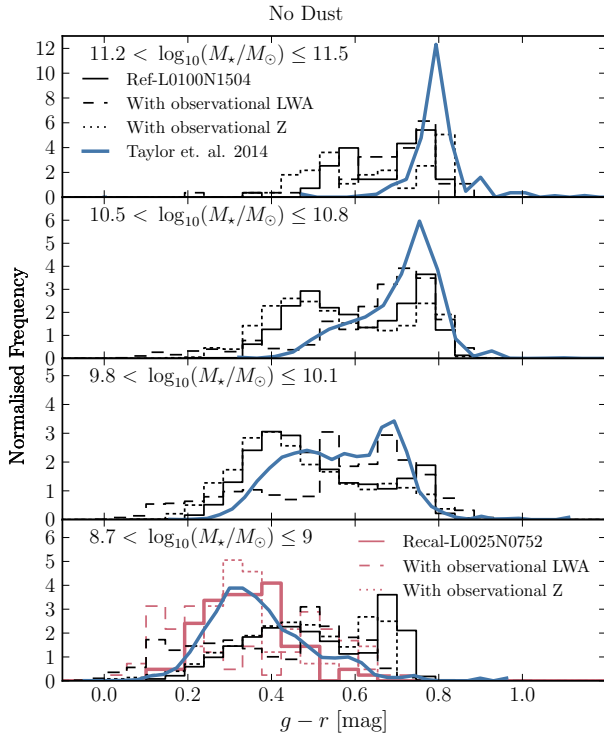 No Dust
11.2 < log₁₀(M⋆/M⊙) ≤ 11.5
Ref-L0100N1504
With observational LWA
With observational Z
Taylor et. al. 2014
12
10
8
6
4
2
0
10.5 < log₁₀(M⋆/M⊙) ≤ 10.8
6
5
4
3
2
1
0
9.8 < log₁₀(M⋆/M⊙) ≤ 10.1
5
4
3
2
1
0
8.7 < log₁₀(M⋆/M⊙) ≤ 9
Recal-L0025N0752
With observational LWA
With observational Z
6
5
4
3
2
1
0
0.0 0.2 0.4 0.6 0.8 1.0
g − r [mag]
Normalised Frequency